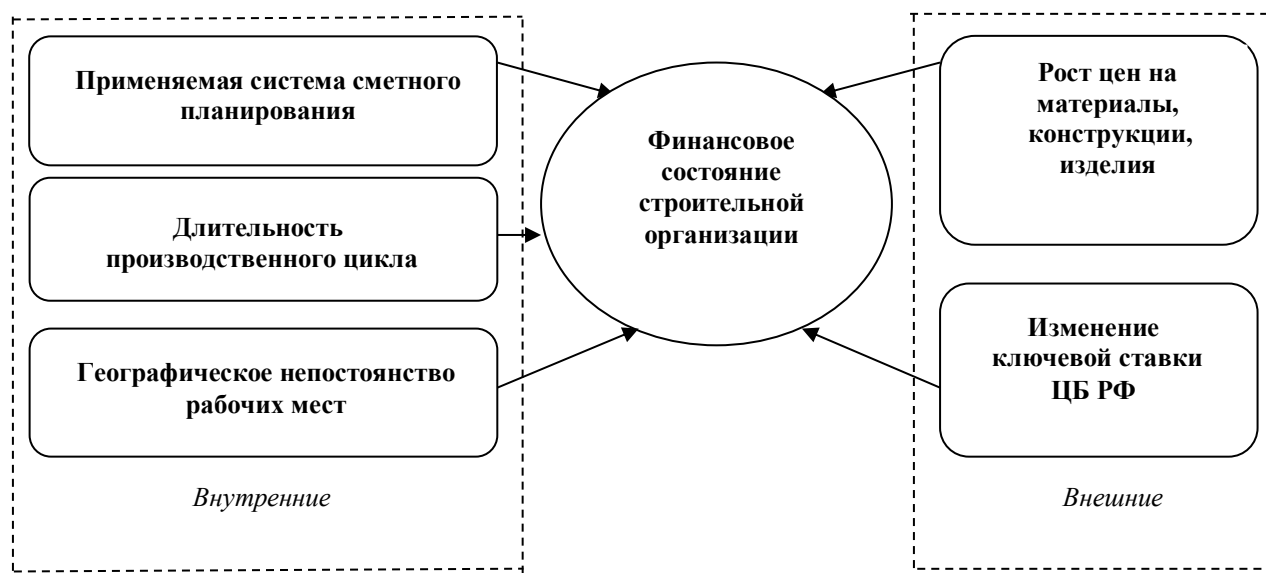 Применяемая система сметного
планирования
Длительность
производственного цикла
Географическое непостоянство
рабочих мест
Внутренние
Финансовое
состояние
строительной
организации
Рост цен на
материалы,
конструкции,
изделия
Изменение
ключевой ставки
ЦБ РФ
Внешние